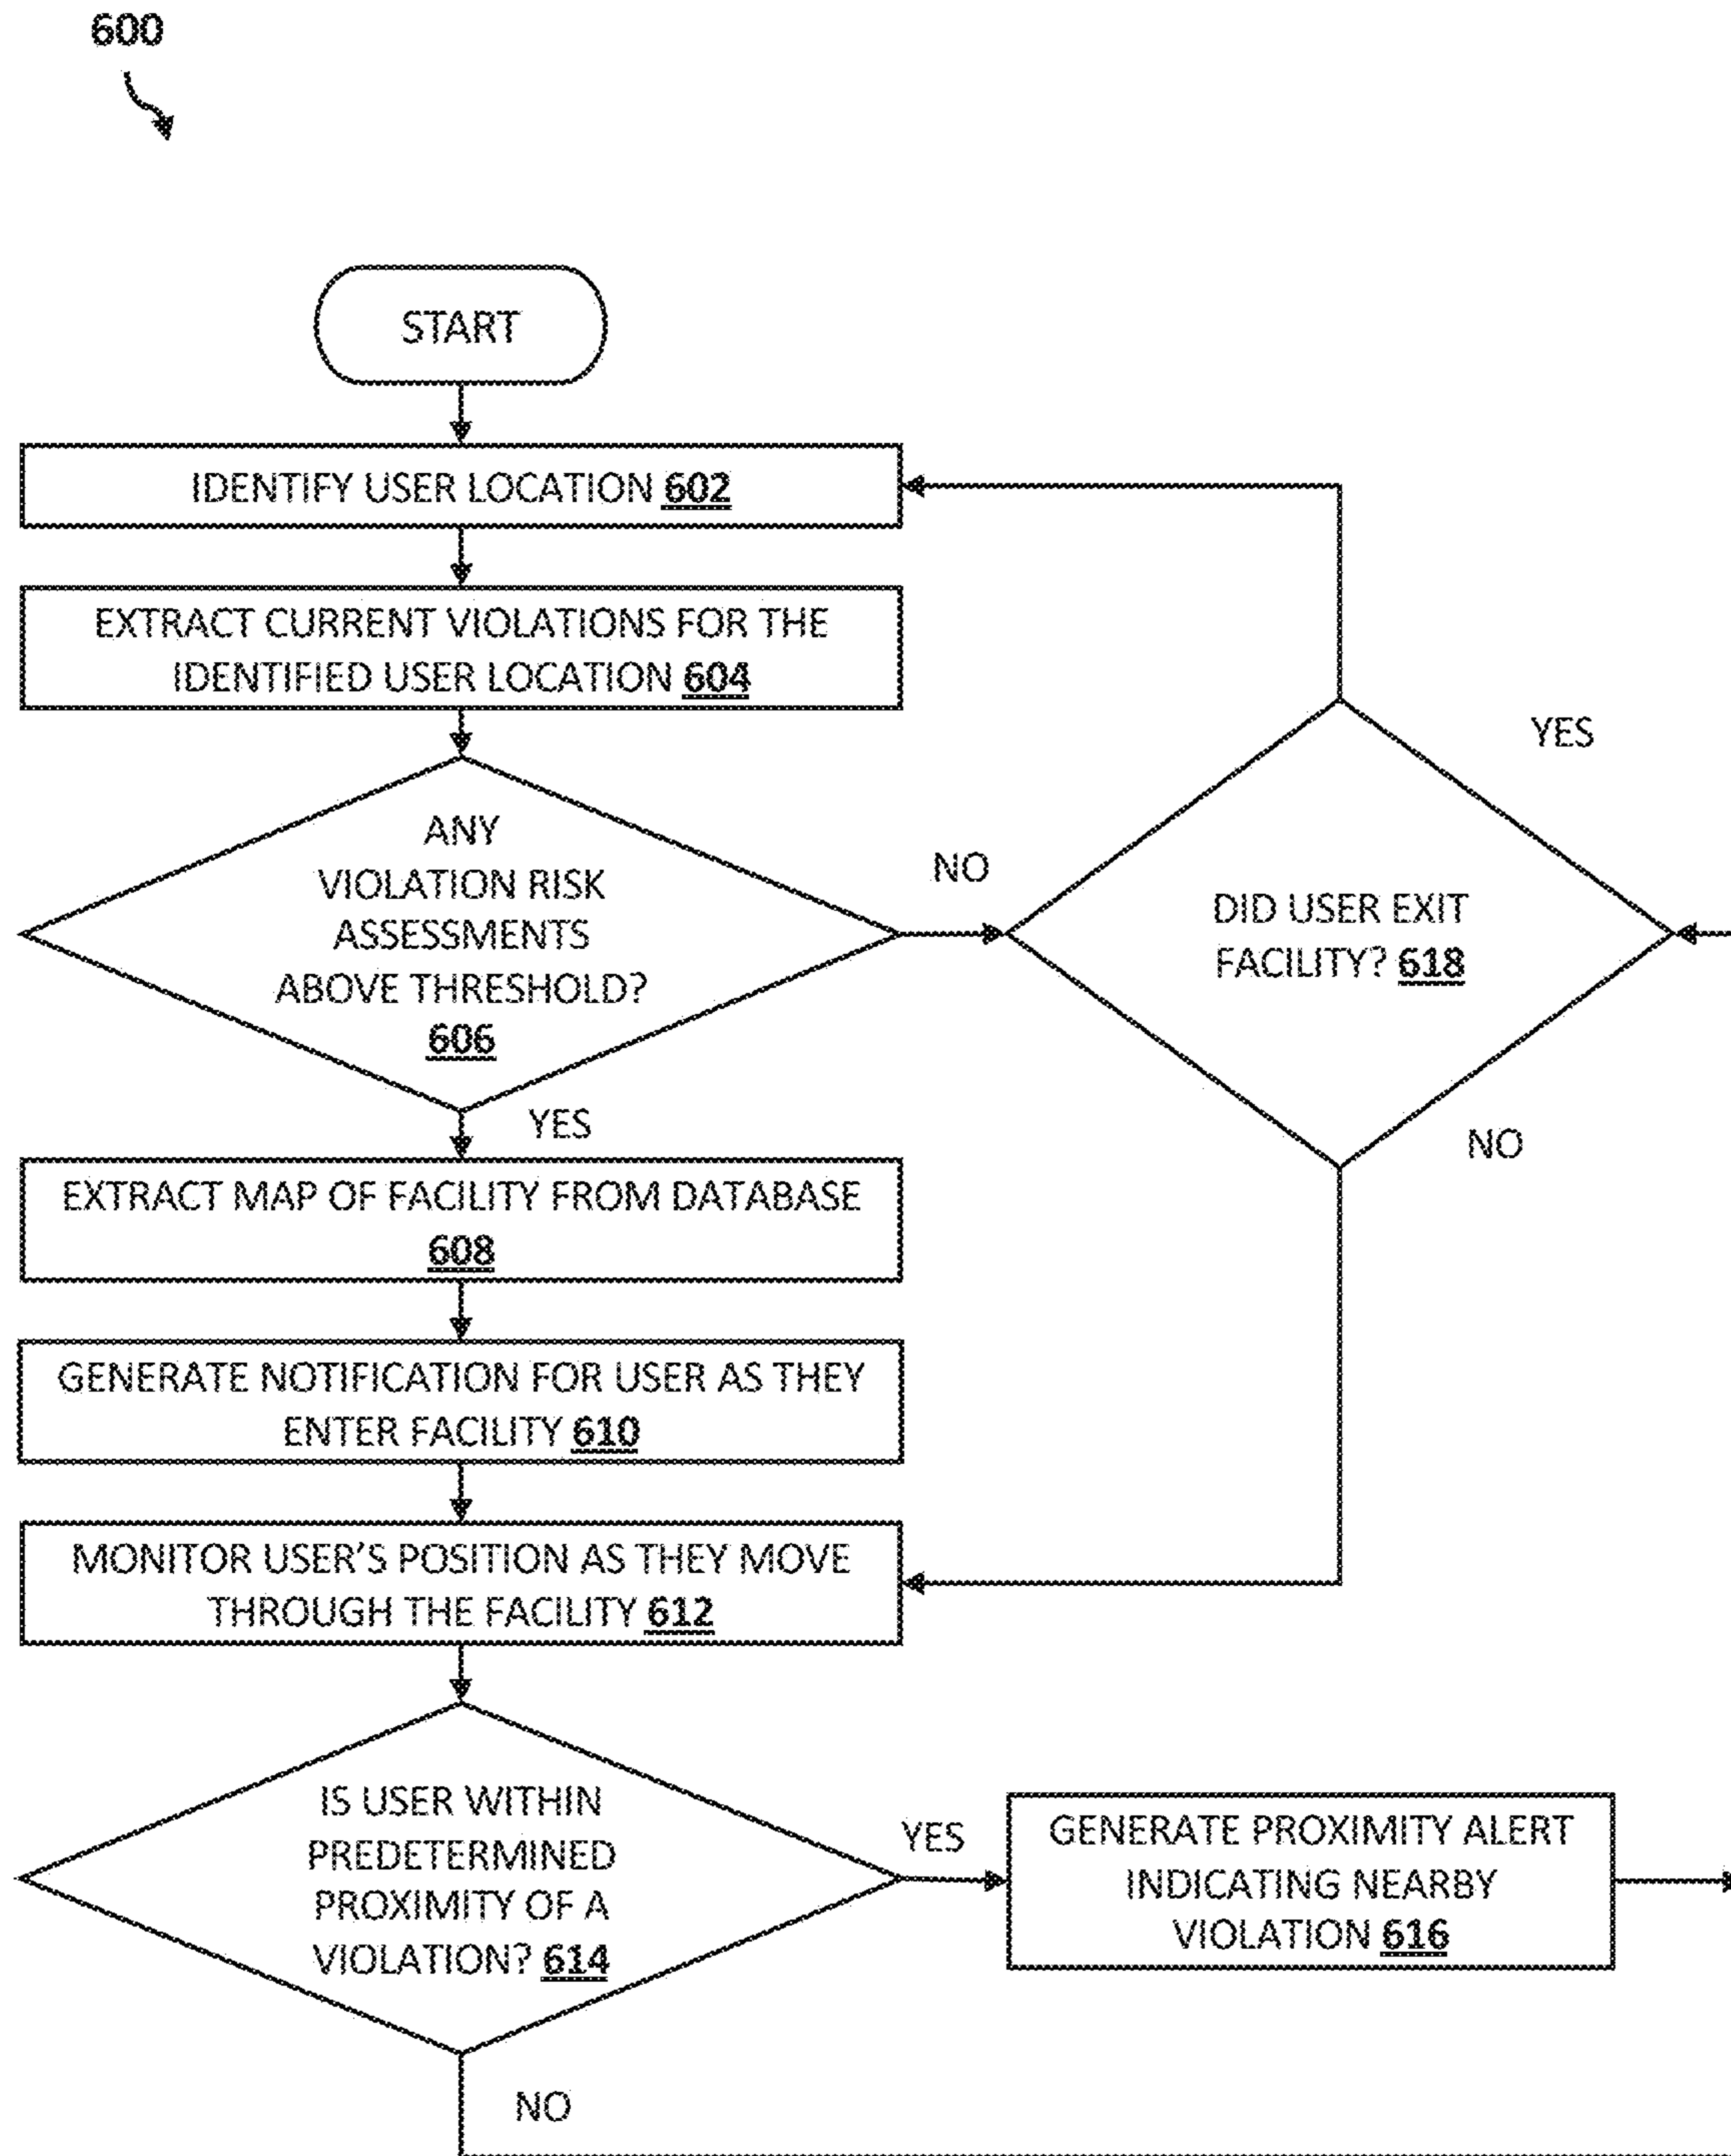 600
START
IDENTIFY USER LOCATION 602
EXTRACT CURRENT VIOLATIONS FOR THE
IDENTIFIED USER LOCATION 604
ANY
VIOLATION RISK
ASSESSMENTS
ABOVE THRESHOLD?
606
NO
DID USER EXIT
FACILITY? 618
YES
NO
YES
EXTRACT MAP OF FACILITY FROM DATABASE
608
GENERATE NOTIFICATION FOR USER AS THEY
ENTER FACILITY 610
MONITOR USER'S POSITION AS THEY MOVE
THROUGH THE FACILITY 612
IS USER WITHIN
PREDETERMINED
PROXIMITY OF A
VIOLATION? 614
YES
GENERATE PROXIMITY ALERT
INDICATING NEARBY
VIOLATION 616
NO